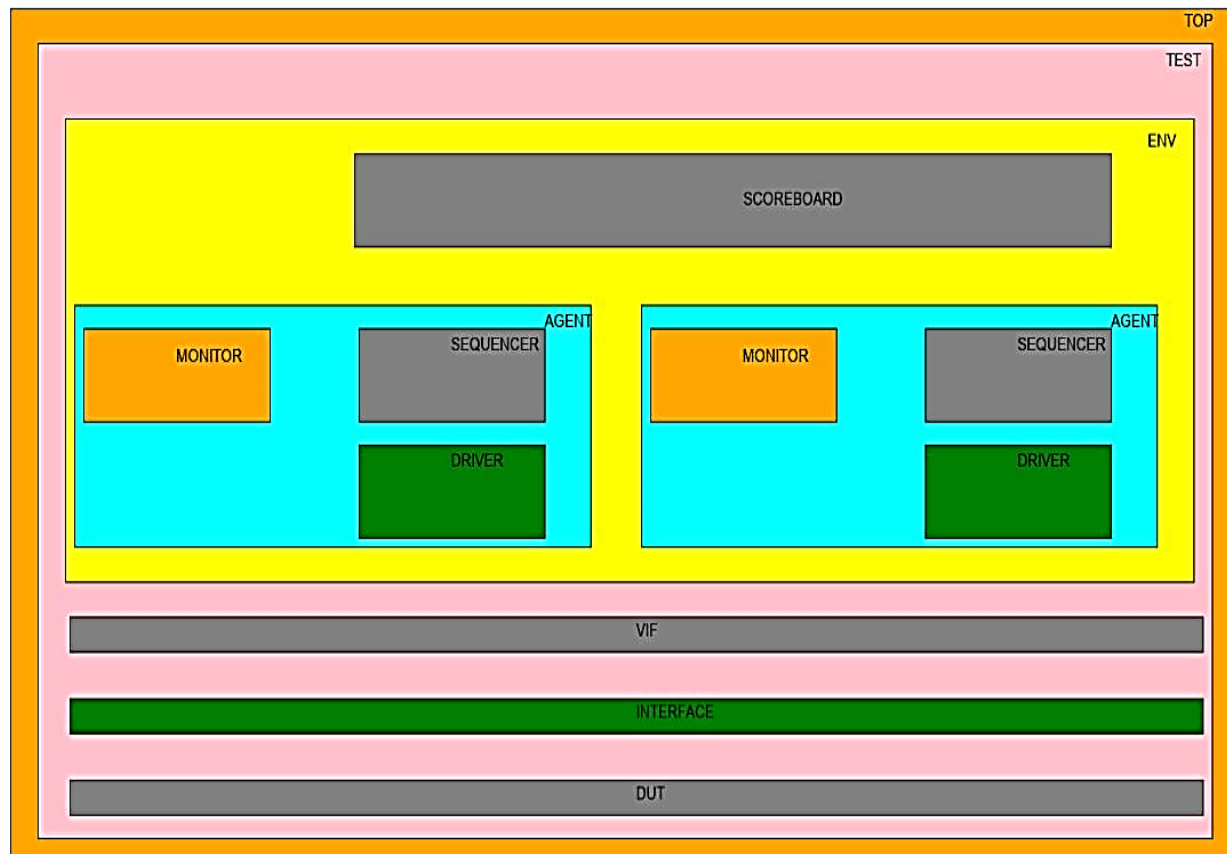 TOP
TEST
ENV
SCOREBOARD
AGENT
MONITOR
SEQUENCER
DRIVER
AGENT
MONITOR
SEQUENCER
DRIVER
VIF
INTERFACE
DUT